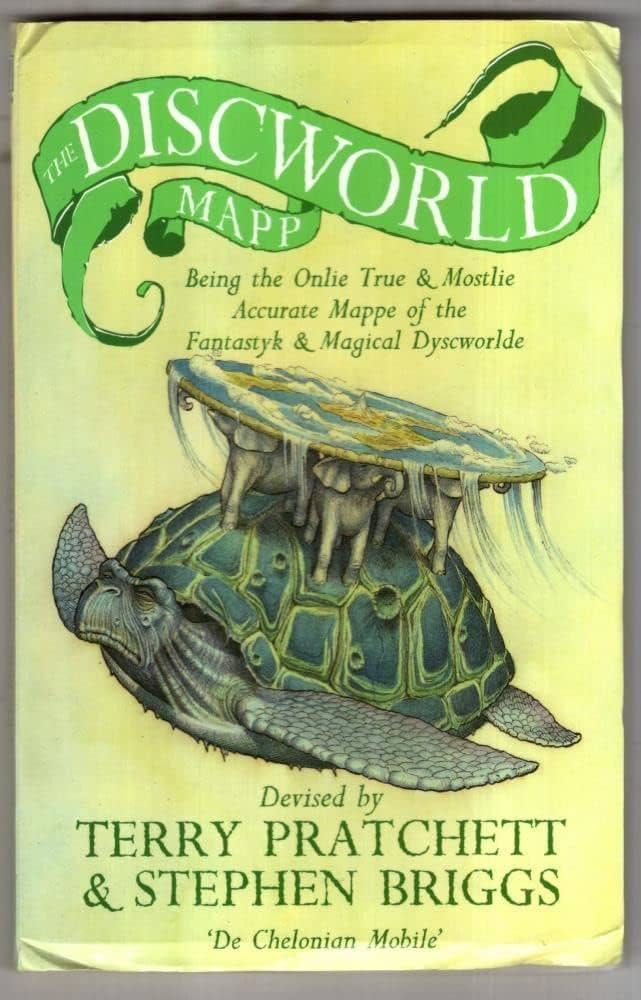 THE DISCWORLD
MAPP
Being the Onlie True & Mostlie
Accurate Mappe of the
Fantastyk & Magical Dyscworlde
Devised by
TERRY PRATCHETT
& STEPHEN BRIGGS
'De Chelonian Mobile'